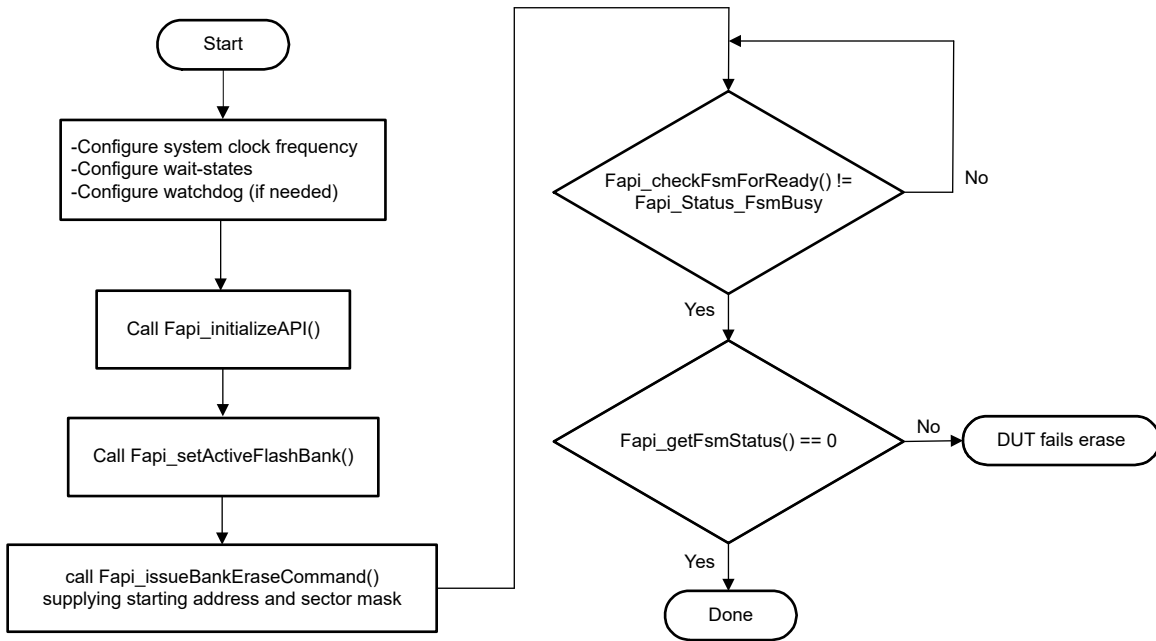 Start
-Configure system clock frequency
-Configure wait-states
-Configure watchdog (if needed)
Call Fapi_initializeAPI()
Call Fapi_setActiveFlashBank()
call Fapi_issueBankEraseCommand()
supplying starting address and sector mask
Fapi_checkFsmForReady() !=
Fapi_Status_FsmBusy
No
Yes
Fapi_getFsmStatus() == 0
No
DUT fails erase
Yes
Done